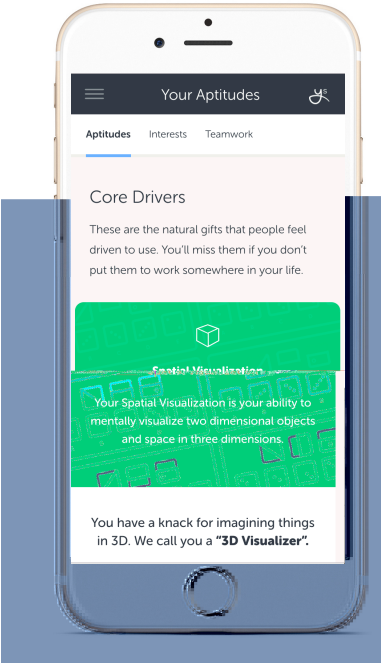 Your Aptitudes
Aptitudes Interests Teamwork
Core Drivers
These are the natural gifts that people feel
driven to use. You'll miss them if you don't
put them to work somewhere in your life.
Spatial Visualization
Your Spatial Visualization is your ability to
mentally visualize two dimensional objects
and space in three dimensions.
You have a knack for imagining things
in 3D. We call you a "3D Visualizer".